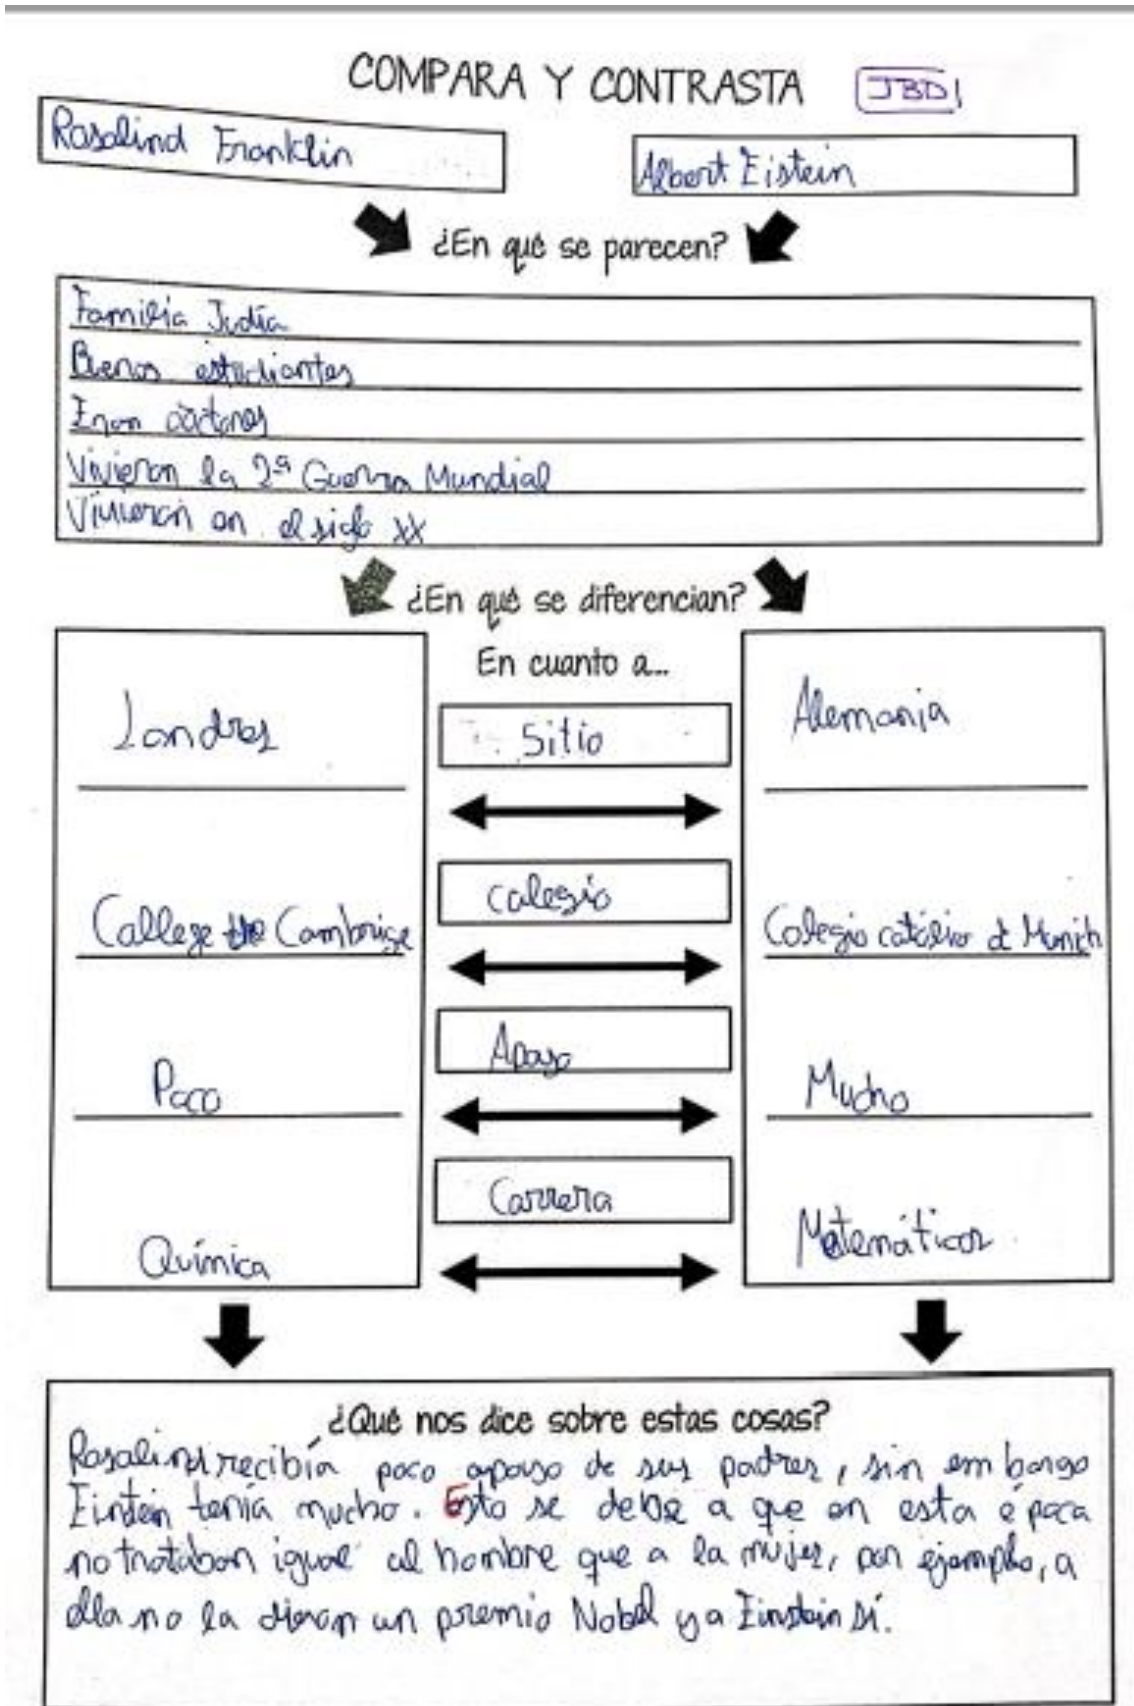 COMPARA Y CONTRASTA JBD1
Rosalind Franklin
Albert Eistein
¿En qué se parecen?
Familia Judía
Buenos estudiantes
Eran doctores
Vivieron la 2ª Guerra Mundial
Vivieron en el siglo XX
¿En qué se diferencian?
En cuanto a...
Londres Sitio Alemania
College the Cambrige colegio Colegio católico de Munich
Poco Apoyo Mucho
Química Carrera Matemáticas
¿Qué nos dice sobre estas cosas?
Rosalind recibía poco apoyo de sus padres, sin embargo
Einstein tenía mucho. Esto se debe a que en esta época
no trataban igual al hombre que a la mujer, por ejemplo, a
ella no la dieron un premio Nobel y a Einstein sí.